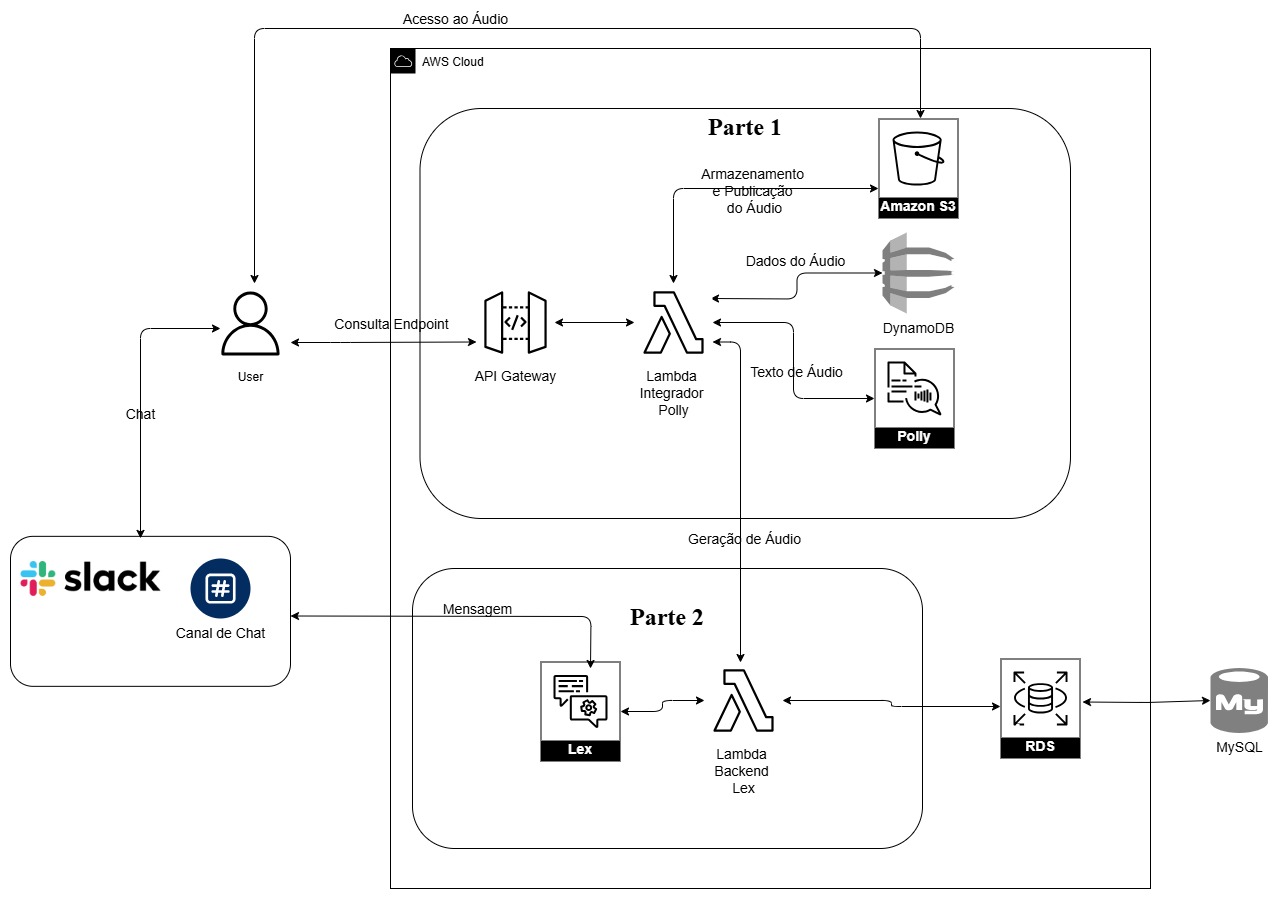 Acesso ao Áudio
AWS Cloud
Parte 1
Armazenamento
e Publicação
do Áudio
Amazon S3
Dados do Áudio
DynamoDB
Consulta Endpoint
</>
User
API Gateway
Lambda
Integrador
Polly
Texto de Áudio
Polly
Chat
Geração de Áudio
slack
#
Canal de Chat
Mensagem
Parte 2
Lex
Lambda
Backend
Lex
RDS
My
MySQL